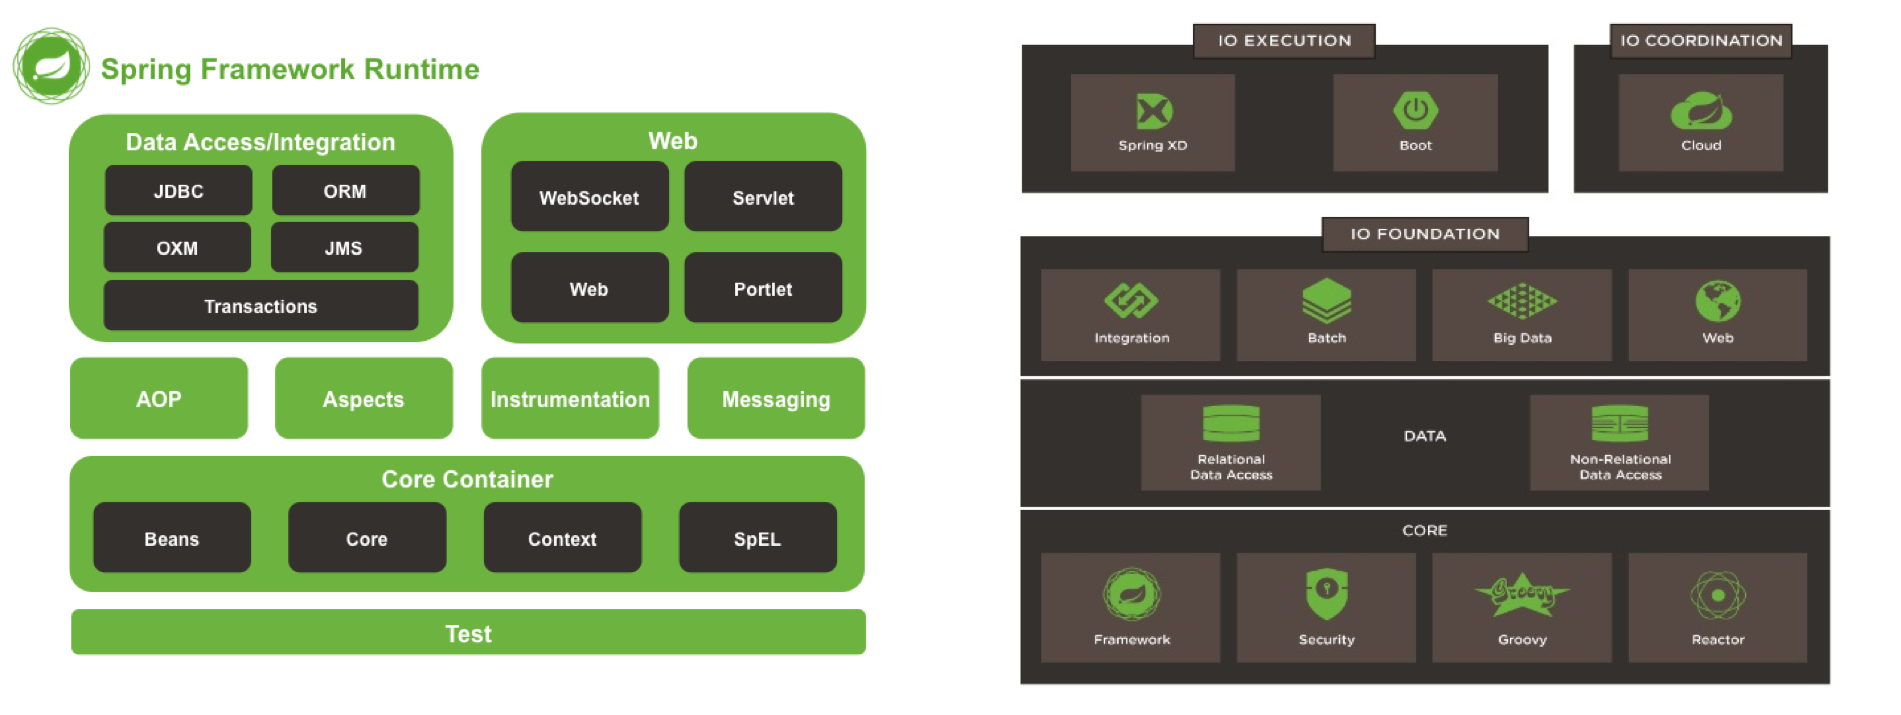 Spring Framework Runtime
Data Access/Integration
JDBC
ORM
OXM
JMS
Transactions
Web
WebSocket
Servlet
Web
Portlet
AOP
Aspects
Instrumentation
Messaging
Core Container
Beans
Core
Context
SpEL
Test
IO EXECUTION
Spring XD
Boot
IO COORDINATION
Cloud
IO FOUNDATION
Integration
Batch
Big Data
Web
DATA
Relational
Data Access
Non-Relational
Data Access
CORE
Framework
Security
Groovy
Groovy
Reactor